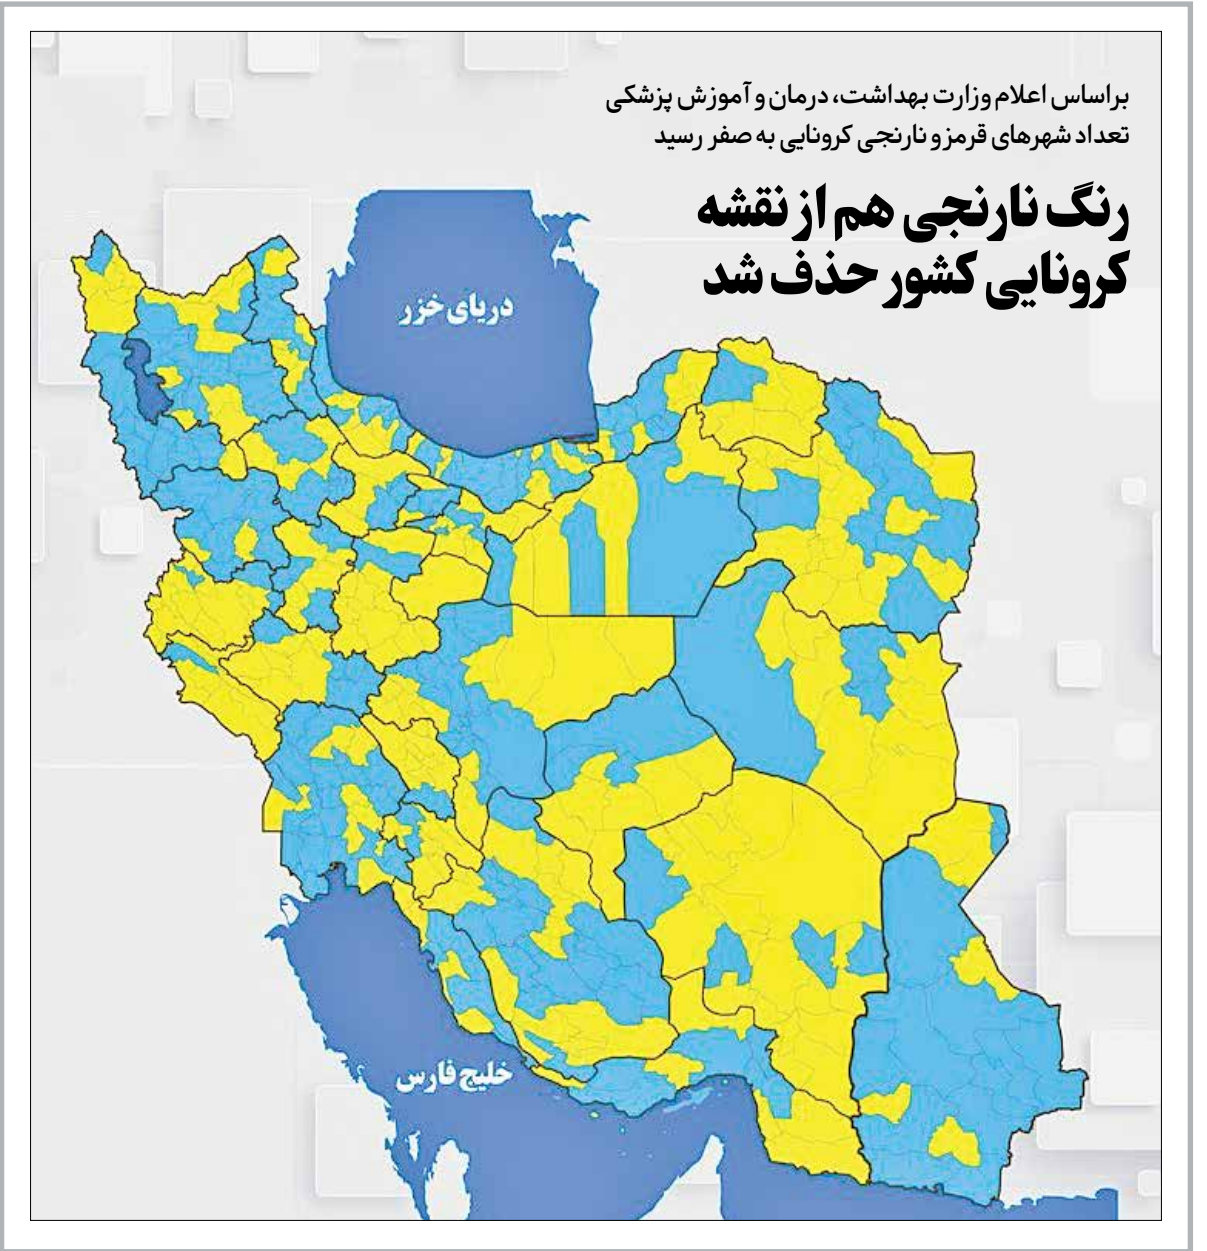 براساس اعلام وزارت بهداشت، درمان و آموزش پزشکی
تعداد شهرهای قرمز و نارنجی کرونایی به صفر رسید
رنگ نارنجی هم از نقشه
کرونایی کشور حذف شد
دریای خزر
خلیج فارس